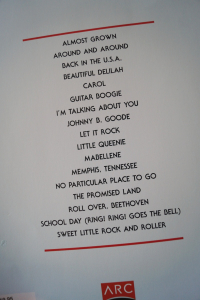 ALMOST GROWN
AROUND AND AROUND
BACK IN THE U.S.A.
BEAUTIFUL DELILAH
CAROL
GUITAR BOOGIE
I'M TALKING ABOUT YOU
JOHNNY B. GOODE
LET IT ROCK
LITTLE QUEENIE
MABELLENE
MEMPHIS, TENNESSEE
NO PARTICULAR PLACE TO GO
THE PROMISED LAND
ROLL OVER, BEETHOVEN
SCHOOL DAY (RING! RING! GOES THE BELL)
SWEET LITTLE ROCK AND ROLLER
ARC